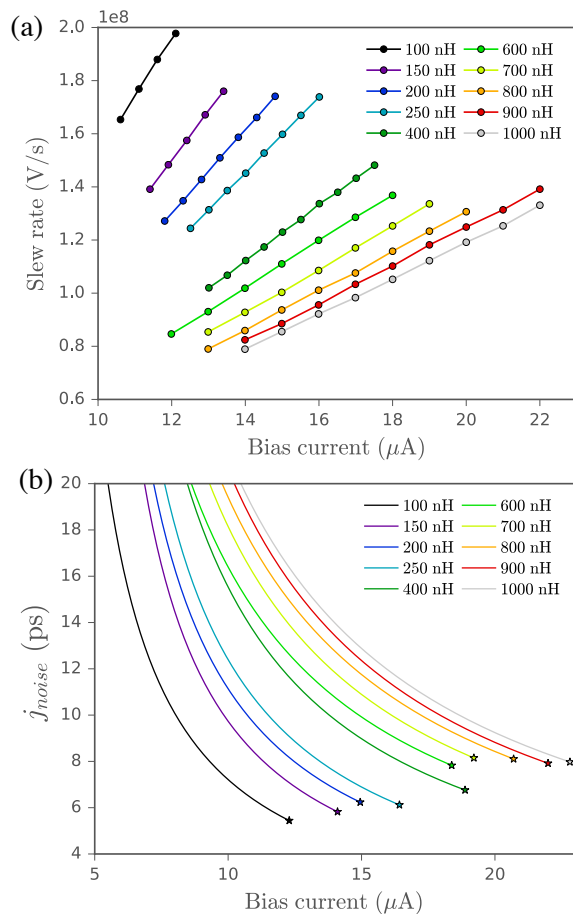 (a)
1e8
2.0
1.8
1.6
1.4
1.2
1.0
0.8
0.6
Slew rate (V/s)
100 nH 600 nH
150 nH 700 nH
200 nH 800 nH
250 nH 900 nH
400 nH 1000 nH
10 12 14 16 18 20 22
Bias current (μA)
(b)
20
18
16
14
12
10
8
6
4
j_noise (ps)
100 nH 600 nH
150 nH 700 nH
200 nH 800 nH
250 nH 900 nH
400 nH 1000 nH
5 10 15 20
Bias current (μA)